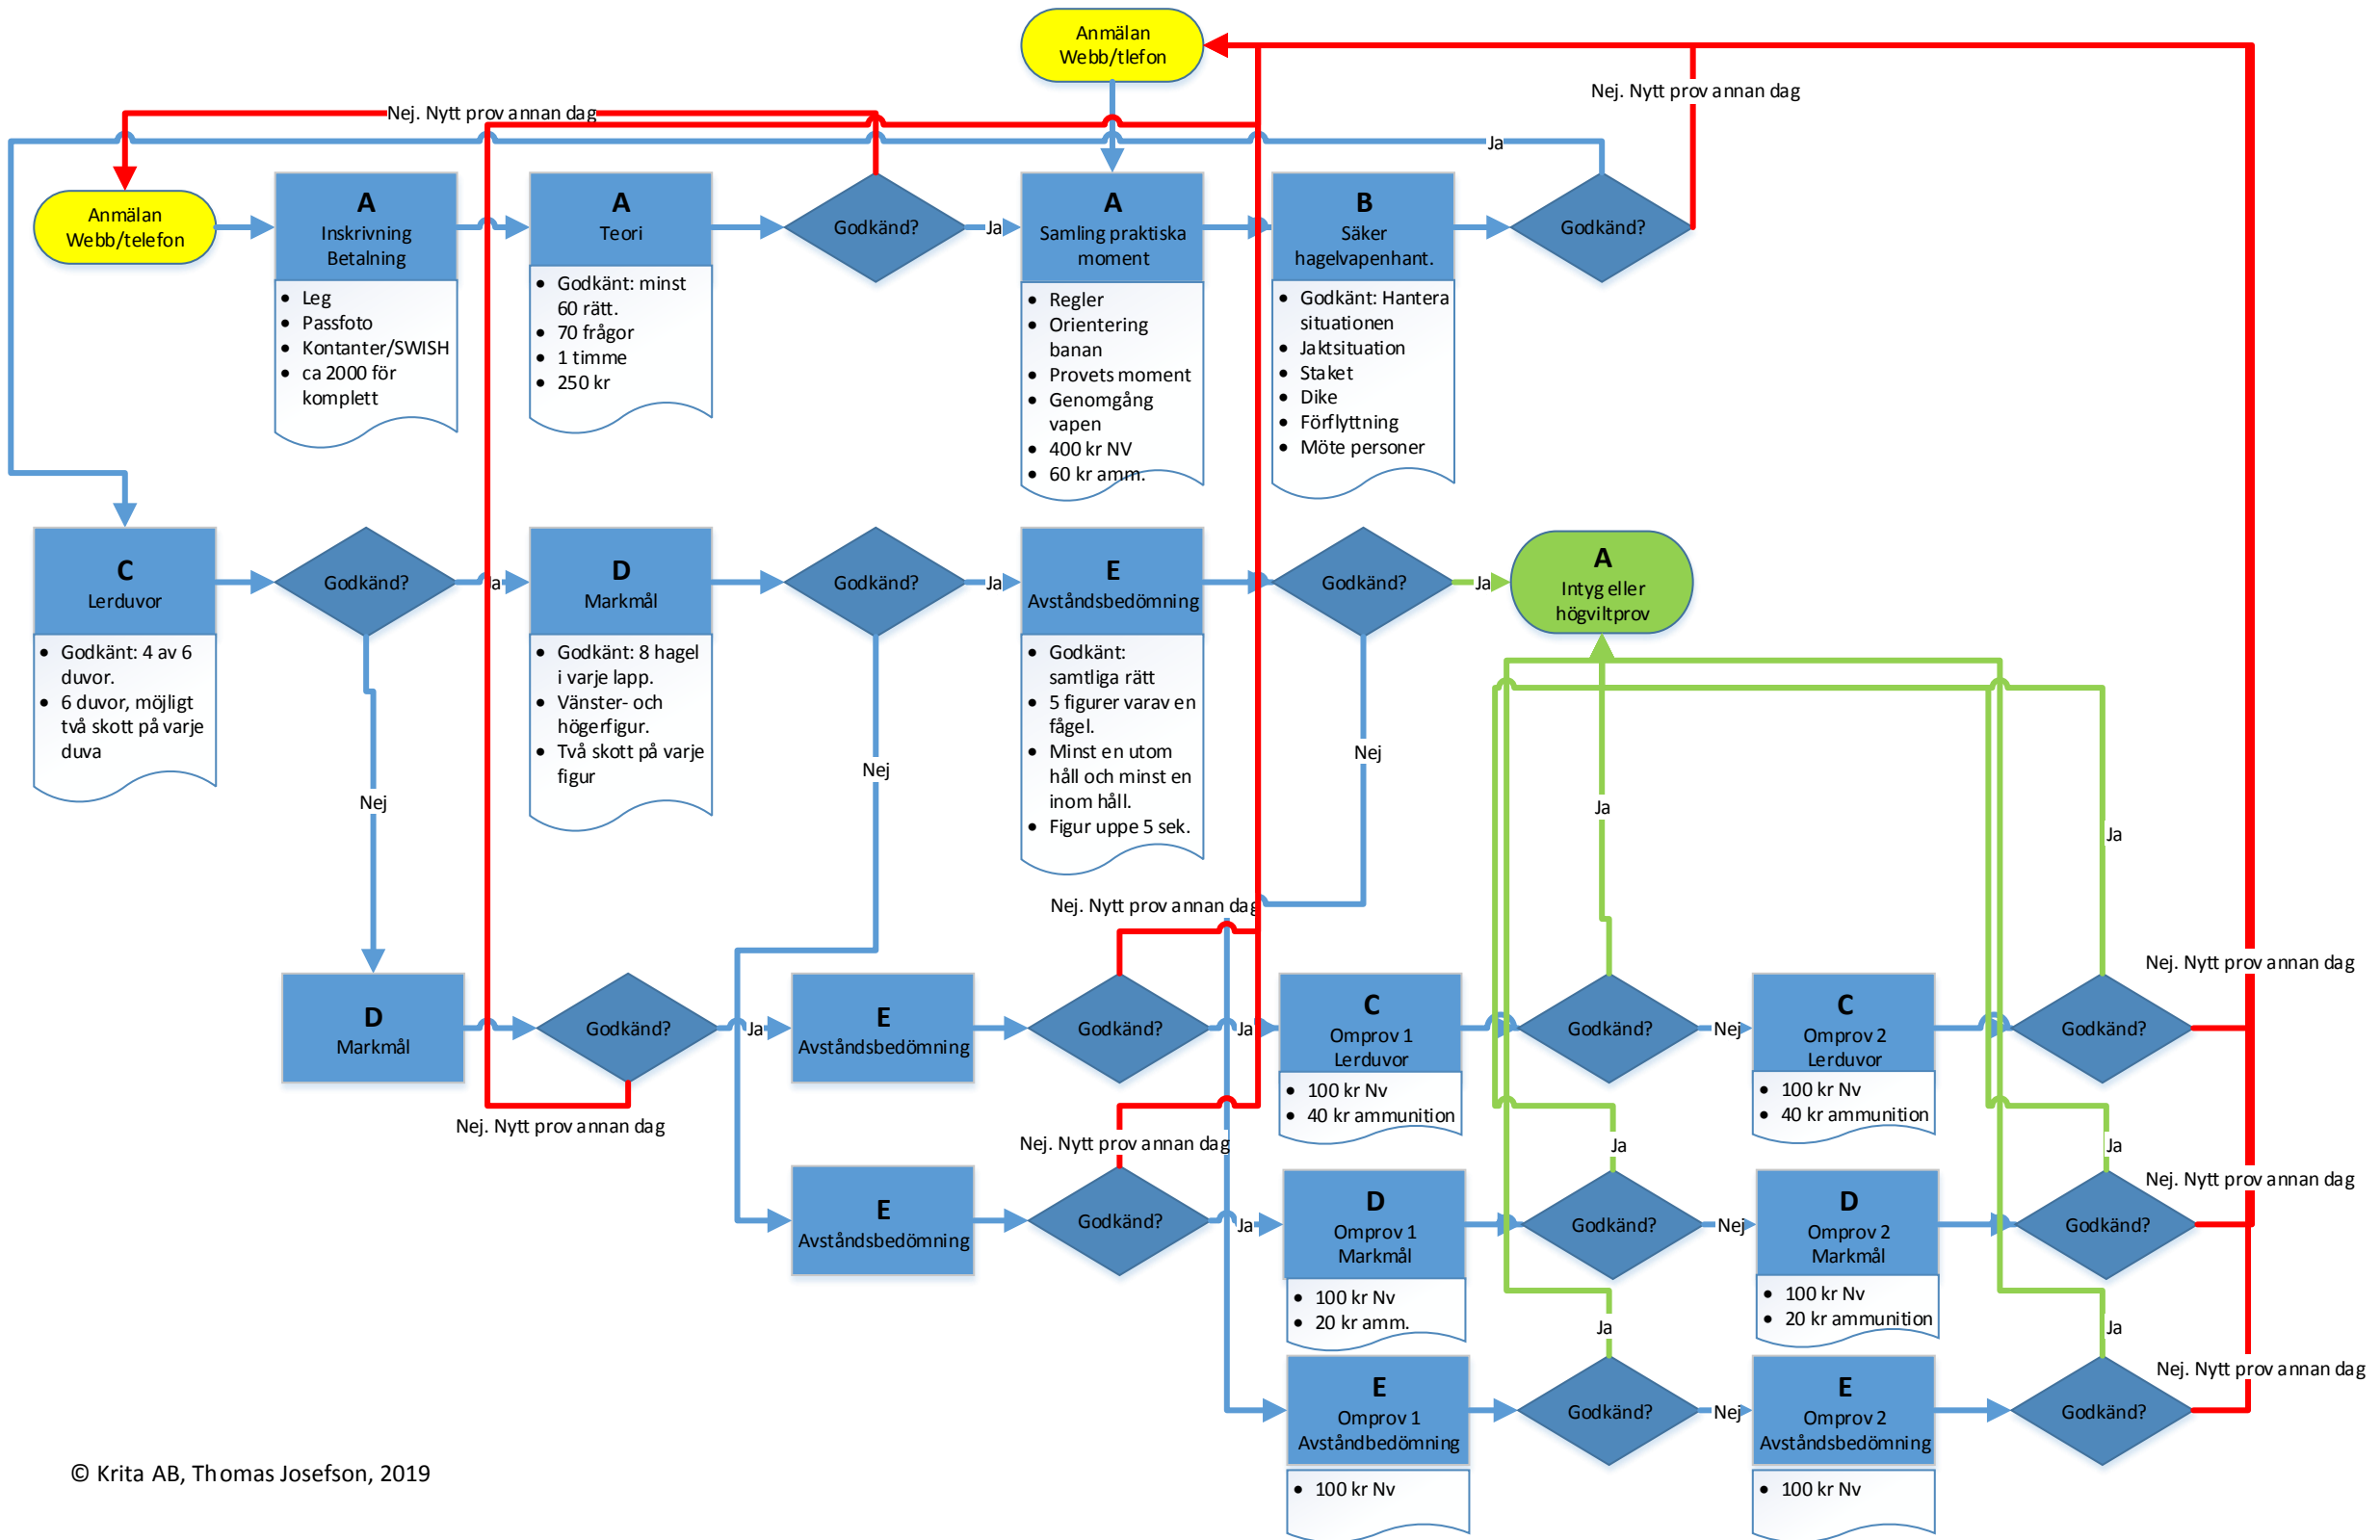 Anmälan
Webb/tlefon
Nej. Nytt prov annan dag
Nej. Nytt prov annan dag
Ja
Anmälan
Webb/telefon
A
Inskrivning
Betalning
• Leg
• Passfoto
• Kontanter/SWISH
• ca 2000 för
komplett
A
Teori
• Godkänt: minst
60 rätt.
• 70 frågor
• 1 timme
• 250 kr
Godkänd?
Ja
A
Samling praktiska
moment
• Regler
• Orientering
banan
• Provets moment
• Genomgång
vapen
• 400 kr NV
• 60 kr amm.
B
Säker
hagelvapenhant.
• Godkänt: Hantera
situationen
• Jaktsituation
• Staket
• Dike
• Förflyttning
• Möte personer
Godkänd?
C
Lerduvor
• Godkänt: 4 av 6
duvor.
• 6 duvor, möjligt
två skott på varje
duva
Godkänd?
Ja
Nej
D
Markmål
• Godkänt: 8 hagel
i varje lapp.
• Vänster- och
högerfigur.
• Två skott på varje
figur
Godkänd?
Ja
Nej
E
Avståndsbedömning
• Godkänt:
samtliga rätt
• 5 figurer varav en
fågel.
• Minst en utom
håll och minst en
inom håll.
• Figur uppe 5 sek.
Godkänd?
Ja
Nej
A
Intyg eller
högviltprov
Ja
Ja
Nej. Nytt prov annan dag
Nej. Nytt prov annan dag
D
Markmål
Godkänd?
Ja
Nej. Nytt prov annan dag
E
Avståndsbedömning
Godkänd?
Ja
C
Omprov 1
Lerduvor
• 100 kr Nv
• 40 kr ammunition
Godkänd?
Nej
C
Omprov 2
Lerduvor
• 100 kr Nv
• 40 kr ammunition
Godkänd?
Nej. Nytt prov annan dag
Ja
Ja
Nej. Nytt prov annan dag
E
Avståndsbedömning
Godkänd?
Ja
D
Omprov 1
Markmål
• 100 kr Nv
• 20 kr amm.
Godkänd?
Nej
D
Omprov 2
Markmål
• 100 kr Nv
• 20 kr ammunition
Godkänd?
Ja
Ja
Nej. Nytt prov annan dag
E
Omprov 1
Avståndbedömning
• 100 kr Nv
Godkänd?
Nej
E
Omprov 2
Avståndsbedömning
• 100 kr Nv
Godkänd?
© Krita AB, Thomas Josefson, 2019